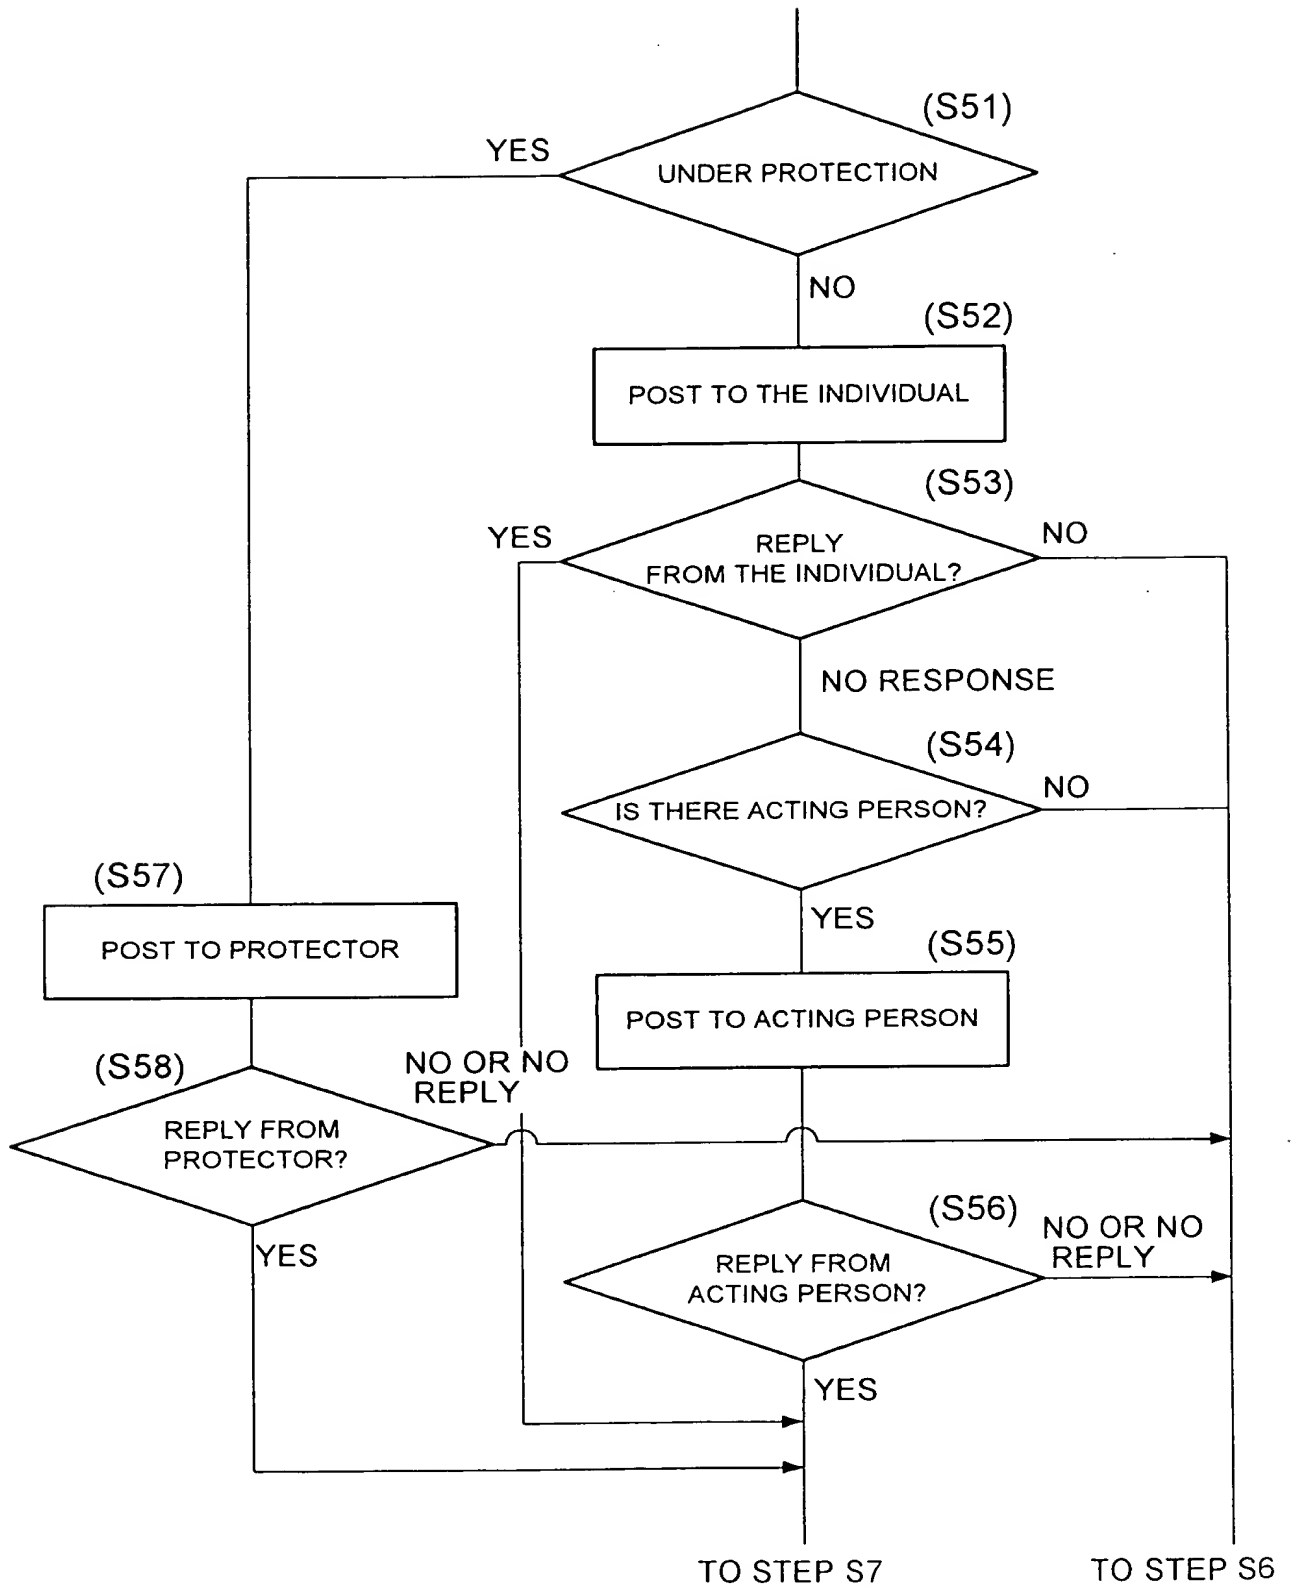 (S51)
YES
UNDER PROTECTION
NO
(S52)
POST TO THE INDIVIDUAL
(S53)
YES
NO
REPLY
FROM THE INDIVIDUAL?
NO RESPONSE
(S54)
NO
IS THERE ACTING PERSON?
(S57)
YES
POST TO PROTECTOR
(S55)
POST TO ACTING PERSON
(S58)
NO OR NO
REPLY
REPLY FROM
PROTECTOR?
(S56)
NO OR NO
REPLY
YES
REPLY FROM
ACTING PERSON?
YES
TO STEP S7
TO STEP S6